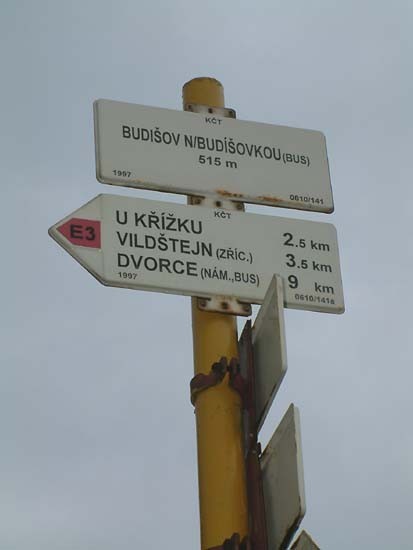 KČT
BUDIŠOV N/BUDÍŠOVKOU (BUS)
515 m
1997 0610/141
KČT
E3 U KŘÍŽKU 2.5 km
VILDŠTEJN (ZŘÍC.) 3.5 km
DVORCE (NÁM.,BUS) 9 km
1997 0610/141a